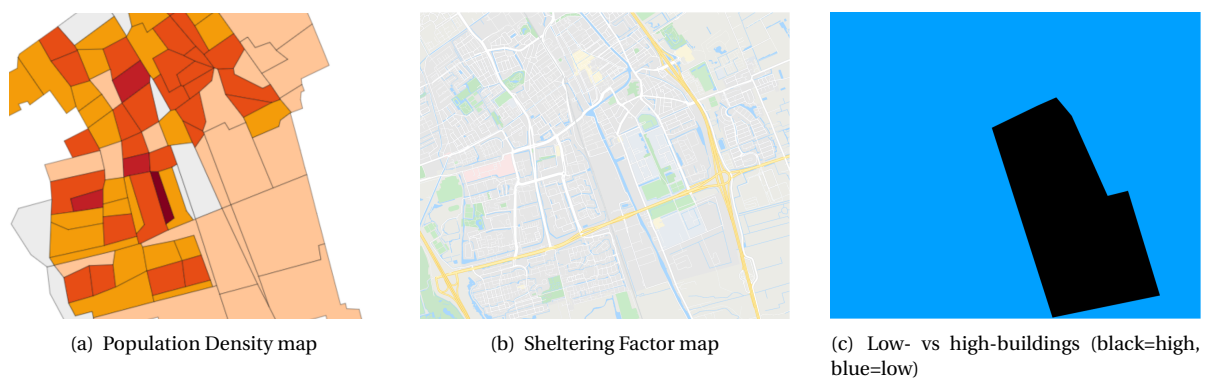 (a) Population Density map
(b) Sheltering Factor map
(c) Low- vs high-buildings (black=high,
blue=low)